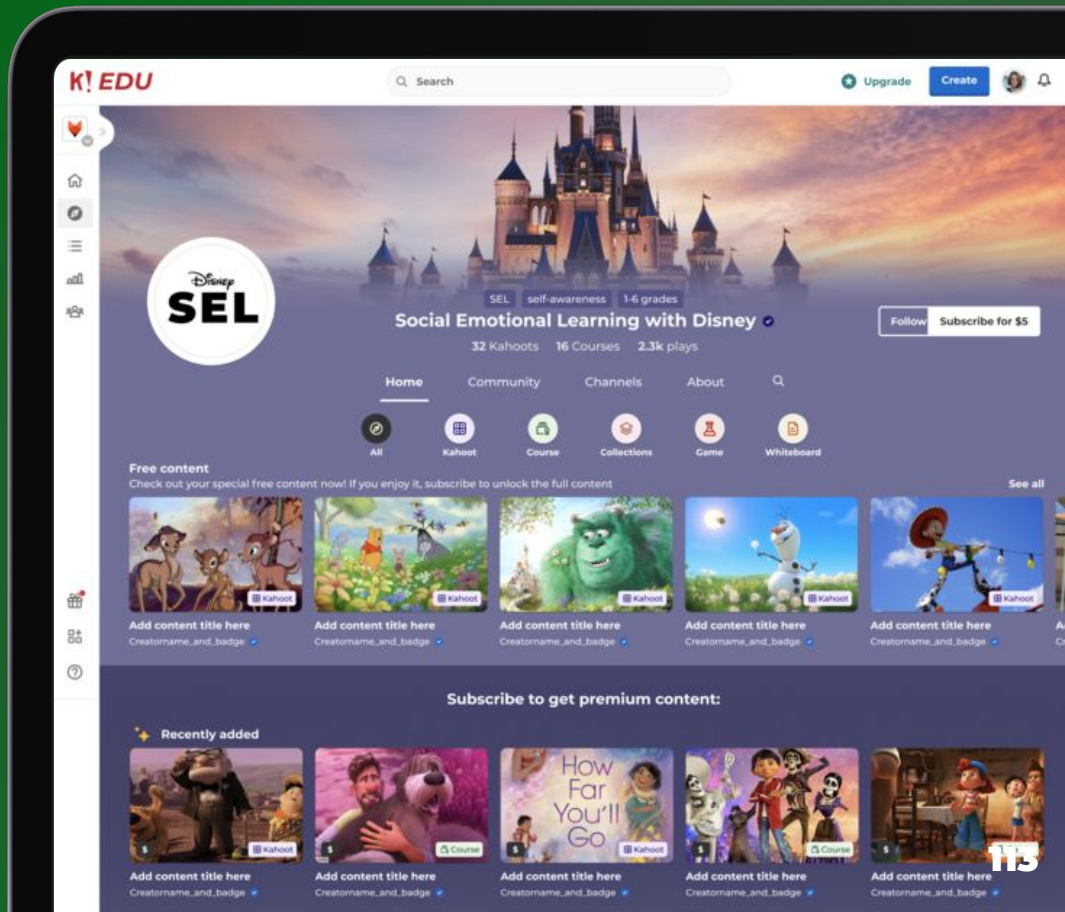 K! EDU
Search
Upgrade
Create
Disney
SEL
SEL self-awareness 1-6 grades
Social Emotional Learning with Disney
32 Kahoots 16 Courses 2.3k plays
Follow
Subscribe for $5
Home Community Channels About
All Kahoot Course Collections Game Whiteboard
Free content
Check out your special free content now! If you enjoy it, subscribe to unlock the full content
See all
Kahoot Kahoot Kahoot Kahoot Kahoot
Add content title here Add content title here Add content title here Add content title here Add content title here
Creatorname_and_badge Creatorname_and_badge Creatorname_and_badge Creatorname_and_badge Creatorname_and_badge
Subscribe to get premium content:
Recently added
How
Far
You'll
Go
$ Kahoot $ Course $ Kahoot $ Course $
113
Add content title here Add content title here Add content title here Add content title here Add content title here
Creatorname_and_badge Creatorname_and_badge Creatorname_and_badge Creatorname_and_badge Creatorname_and_badge